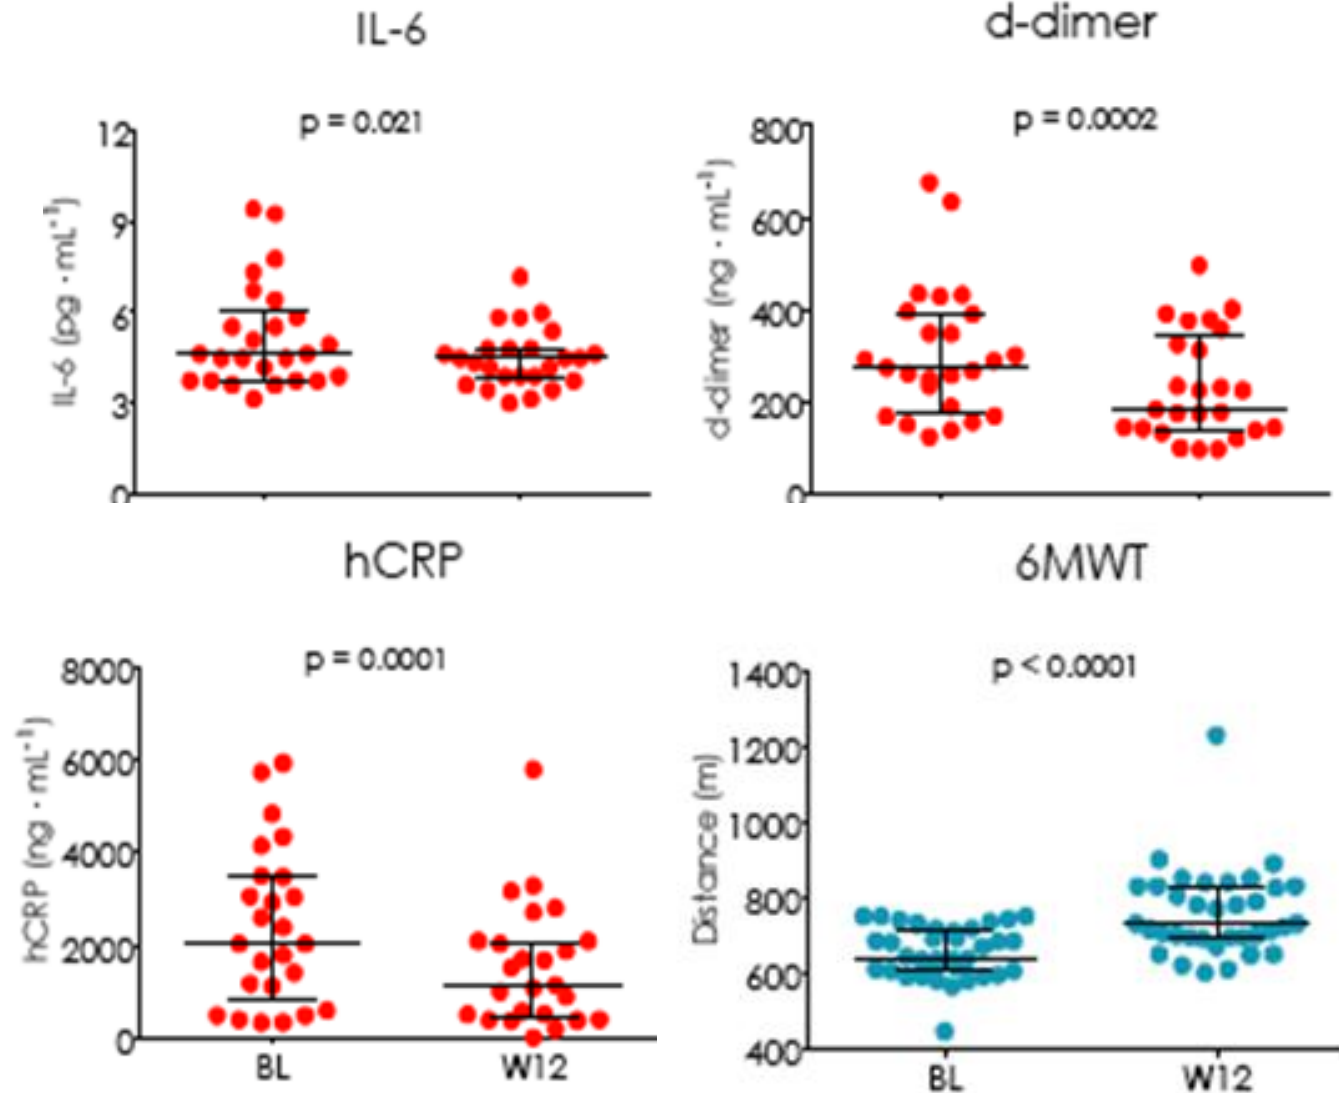 IL-6
p = 0.021
IL-6 (pg · mL⁻¹)
12
9
6
3
0
d-dimer
p = 0.0002
d-dimer (ng · mL⁻¹)
800
600
400
200
0
hCRP
p = 0.0001
hCRP (ng · mL⁻¹)
8000
6000
4000
2000
0
BL W12
6MWT
p < 0.0001
Distance (m)
1400
1200
1000
800
600
400
BL W12